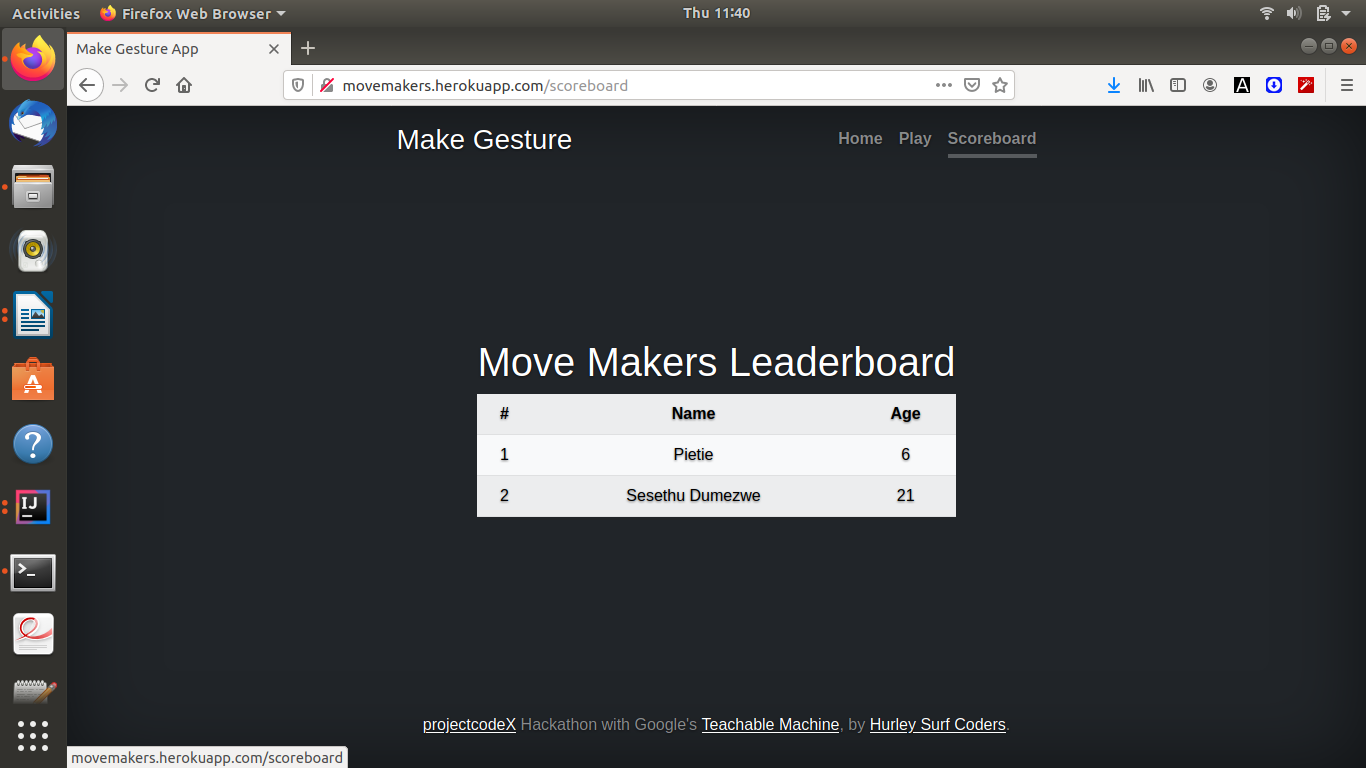 Activities Firefox Web Browser Thu 11:40
Make Gesture App
movemakers.herokuapp.com/scoreboard
Make Gesture Home Play Scoreboard
Move Makers Leaderboard
# Name Age
1 Pietie 6
2 Sesethu Dumezwe 21
projectcodeX Hackathon with Google's Teachable Machine, by Hurley Surf Coders.
movemakers.herokuapp.com/scoreboard